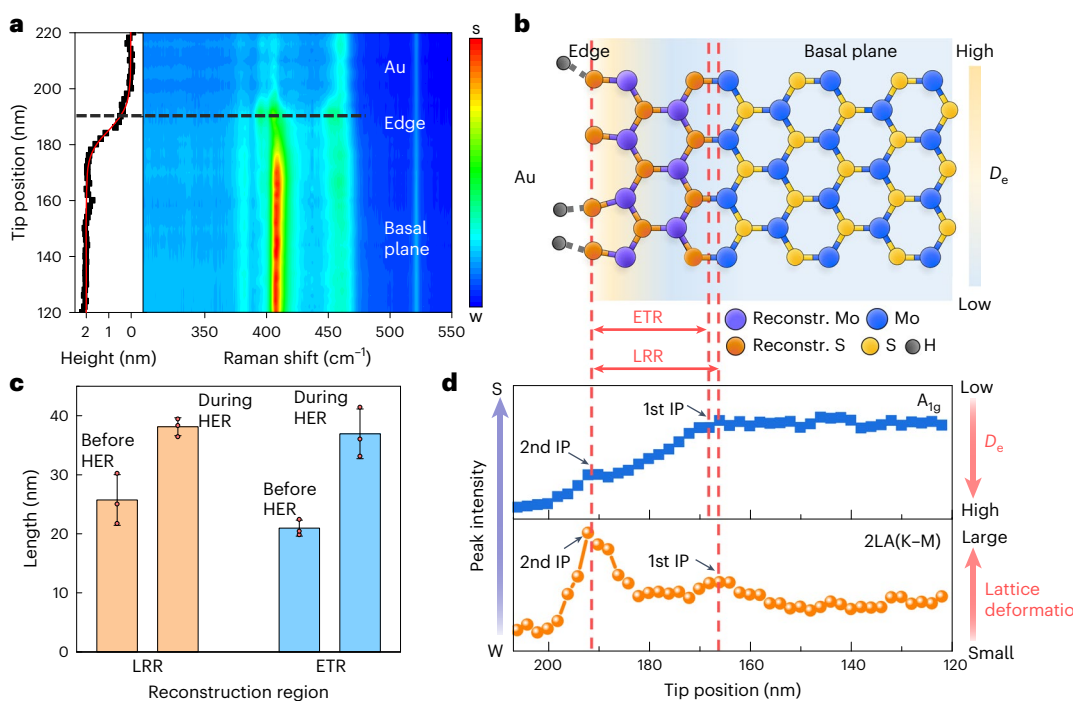 a
220
200
180
160
140
120
Tip position (nm)
2 1 0
Height (nm)
350 400 450 500 550
Raman shift (cm⁻¹)
Au
Edge
Basal
plane
S
W
b
Edge
Basal plane
High
Au
Dₑ
Low
ETR
LRR
Reconstr. Mo
Mo
Reconstr. S
S
H
c
Length (nm)
40
30
20
10
0
Before
HER
During
HER
Before
HER
During
HER
LRR
ETR
Reconstruction region
d
S
Peak intensity
W
A₁g
1st IP
2nd IP
Low
Dₑ
High
2LA(K–M)
2nd IP
1st IP
Large
Lattice
deformatio
Small
200 180 160 140 120
Tip position (nm)